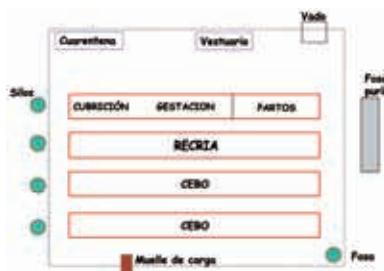 Vado
Cuarentena
Vestuario
Silos
CUBRICIÓN
GESTACION
PARTOS
RECRIA
CEBO
CEBO
Muelle de carga
Fosa